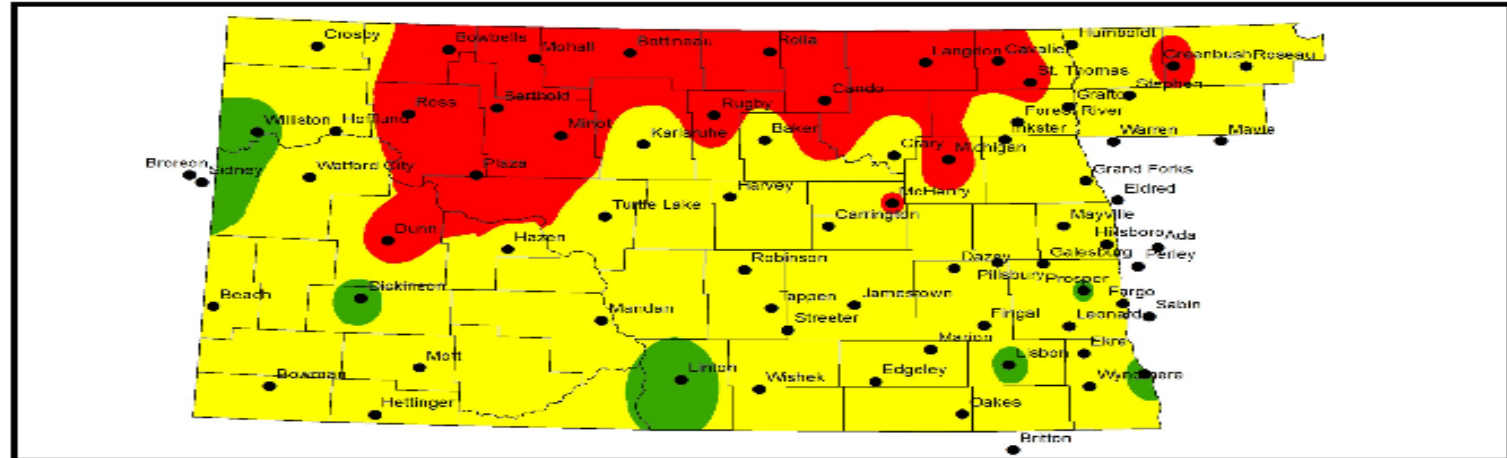 Crosby
Bowbells
Mohall
Bottineau
Rolla
Langdon
Cavalier
Humboldt
Greenbush
Roseau
St. Thomas
Stephen
Ross
Berthold
Cando
Grafton
Rugby
Forest River
Williston
Hofflund
Minot
Karlsruhe
Baker
Inkster
Warren
Mavie
Crary
Michigan
Sidney
Watford City
Plaza
Grand Forks
Harvey
McHenry
Eldred
Turtle Lake
Carrington
Mayville
Dunn
Hazen
Hillsboro
Ada
Galesburg
Perley
Robinson
Dazey
Pillsbury
Prosper
Beach
Dickinson
Mandan
Tappen
Jamestown
Fargo
Sabin
Streeter
Fingal
Leonard
Marion
Ekre
Mott
Linton
Lisbon
Bowman
Wishek
Edgeley
Wyndmere
Hettinger
Oakes
Britton